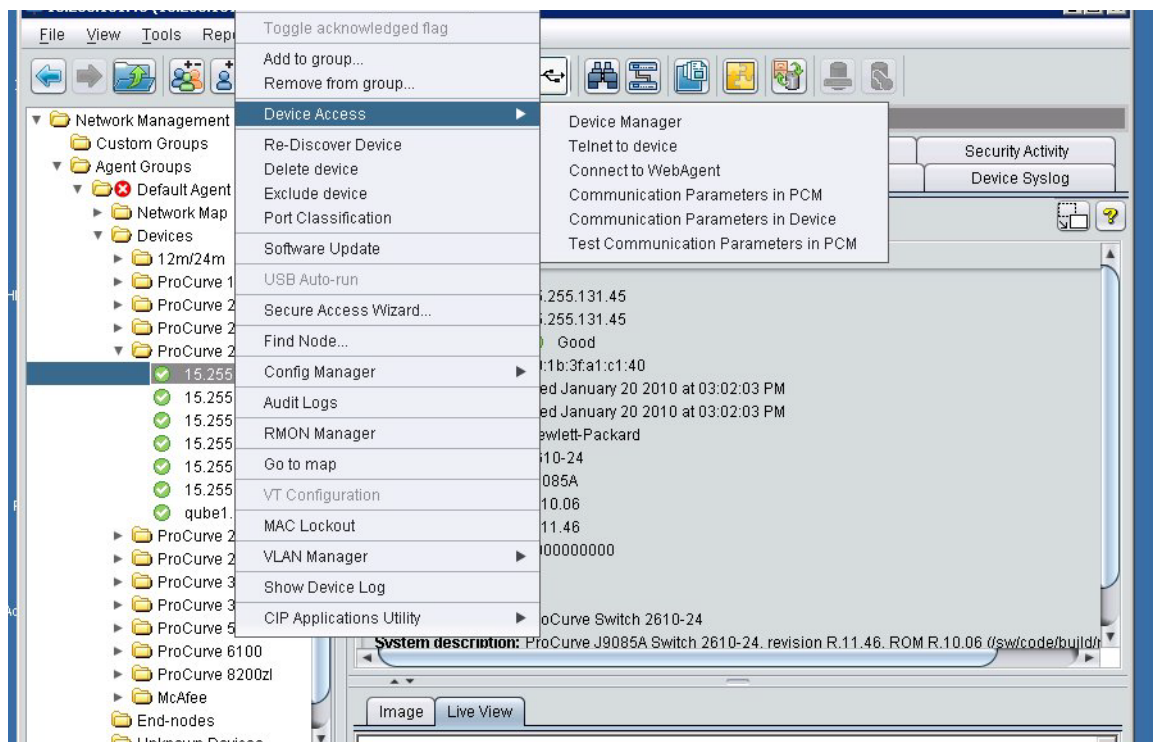 File View Tools Rep
Toggle acknowledged flag
Add to group...
Remove from group...
Device Access
Re-Discover Device
Delete device
Exclude device
Port Classification
Software Update
USB Auto-run
Secure Access Wizard...
Find Node...
Config Manager
Audit Logs
RMON Manager
Go to map
VT Configuration
MAC Lockout
VLAN Manager
Show Device Log
CIP Applications Utility
Device Manager
Telnet to device
Connect to WebAgent
Communication Parameters in PCM
Communication Parameters in Device
Test Communication Parameters in PCM
Network Management
Custom Groups
Agent Groups
Default Agent
Network Map
Devices
12m/24m
ProCurve 1
ProCurve 2
ProCurve 2
ProCurve 2
15.255
15.255
15.255
15.255
15.255
15.255
qube1.
ProCurve 2
ProCurve 2
ProCurve 3
ProCurve 3
ProCurve 5
ProCurve 6100
ProCurve 8200zl
McAfee
End-nodes
Security Activity
Device Syslog
.255.131.45
.255.131.45
Good
:1b:3f:a1:c1:40
ed January 20 2010 at 03:02:03 PM
ed January 20 2010 at 03:02:03 PM
ewlett-Packard
10-24
085A
10.06
11.46
000000000
oCurve Switch 2610-24
System description: ProCurve J9085A Switch 2610-24, revision R.11.46, ROM R.10.06 (/sw/code/build/
Image Live View